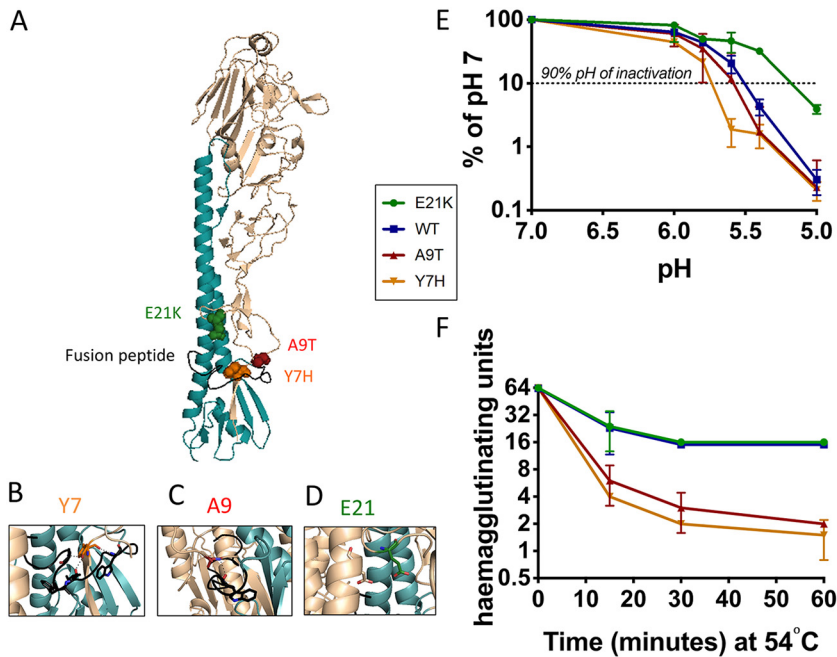 A
E21K
Fusion peptide
A9T
Y7H
B
Y7
C
A9
D
E21
E
% of pH 7
100
10
1
0.1
90% pH of inactivation
7.0 6.5 6.0 5.5 5.0
pH
E21K
WT
A9T
Y7H
F
haemagglutinating units
64
32
16
8
4
2
1
0.5
0 10 20 30 40 50 60
Time (minutes) at 54°C